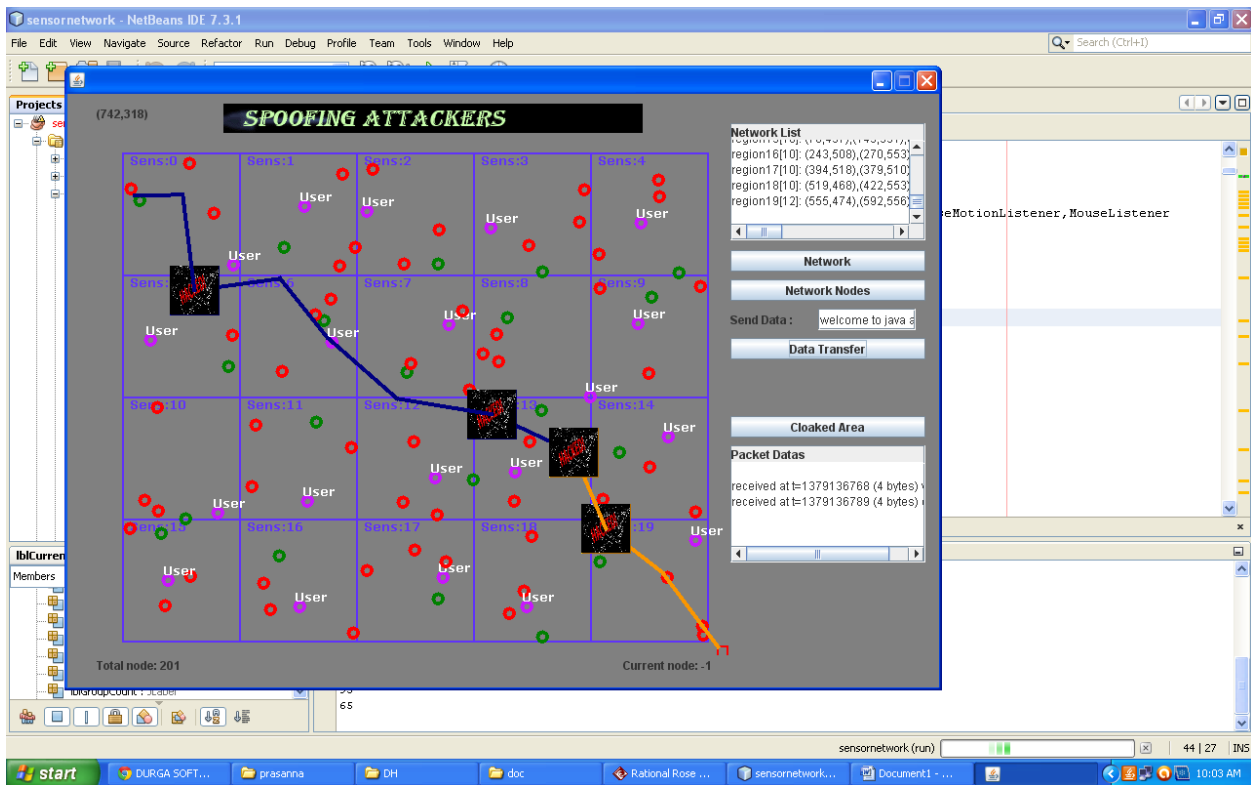 sensornetwork - NetBeans IDE 7.3.1
File Edit View Navigate Source Refactor Run Debug Profile Team Tools Window Help
Search (Ctrl+I)
Projects
(742,318)
SPOOFING ATTACKERS
Network List
region16[10]: (243,508),(270,553)
region17[10]: (394,518),(379,510)
region18[10]: (519,468),(422,553)
region19[12]: (555,474),(592,556)
eMotionListener,MouseListener
Sens:0 Sens:1 Sens:2 Sens:3 Sens:4
User User User User
User
Network
Sens: Sens:7 Sens:8 Sens:9
Network Nodes
User User User User
Send Data : welcome to java a
Data Transfer
User
Sens:10 Sens:11 Sens:12 :13 Sens:14
Cloaked Area
User
Packet Datas
User User
received at t=1379136768 (4 bytes)
User User
received at t=1379136789 (4 bytes)
Sens:15 Sens:16 Sens:17 Sens:18 :19
User
lblCurren
Members
User User
User User
Total node: 201
Current node: -1
lblGroupCount : JLabel
65
sensornetwork (run)
44 | 27 INS
start
DURGA SOFT...
prasanna
DH
doc
Rational Rose ...
sensornetwork...
Document1 - ...
10:03 AM